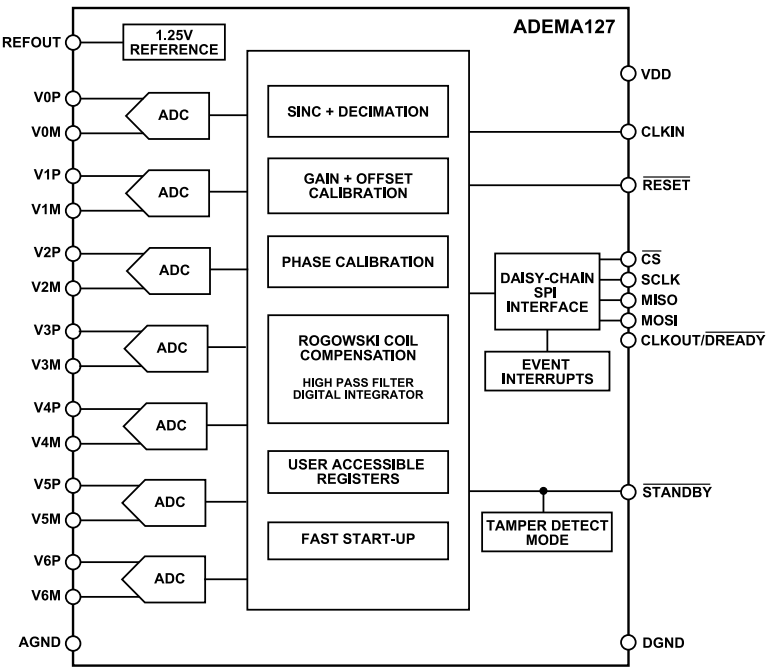 ADEMA127
REFOUT
1.25V
REFERENCE
VDD
V0P
V0M
ADC
SINC + DECIMATION
CLKIN
V1P
V1M
ADC
GAIN + OFFSET
CALIBRATION
RESET
V2P
V2M
ADC
PHASE CALIBRATION
DAISY-CHAIN
SPI
INTERFACE
CS
SCLK
MISO
MOSI
CLKOUT/DREADY
V3P
V3M
ADC
ROGOWSKI COIL
COMPENSATION
HIGH PASS FILTER
DIGITAL INTEGRATOR
EVENT
INTERRUPTS
V4P
V4M
ADC
V5P
V5M
ADC
USER ACCESSIBLE
REGISTERS
STANDBY
TAMPER DETECT
MODE
FAST START-UP
V6P
V6M
ADC
AGND
DGND